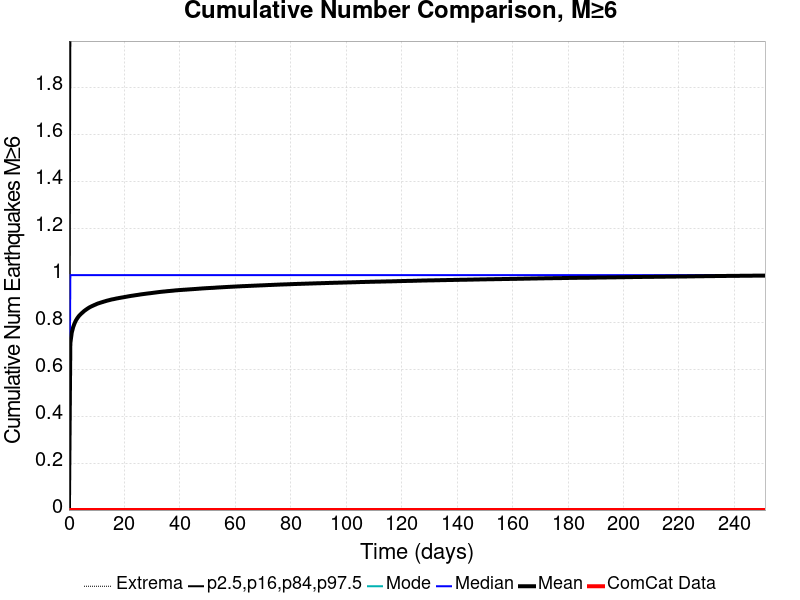 Cumulative Number Comparison, M≥6
Cumulative Num Earthquakes M≥6
1.8
1.6
1.4
1.2
1
0.8
0.6
0.4
0.2
0
0 20 40 60 80 100 120 140 160 180 200 220 240
Time (days)
Extrema p2.5,p16,p84,p97.5 Mode Median Mean ComCat Data